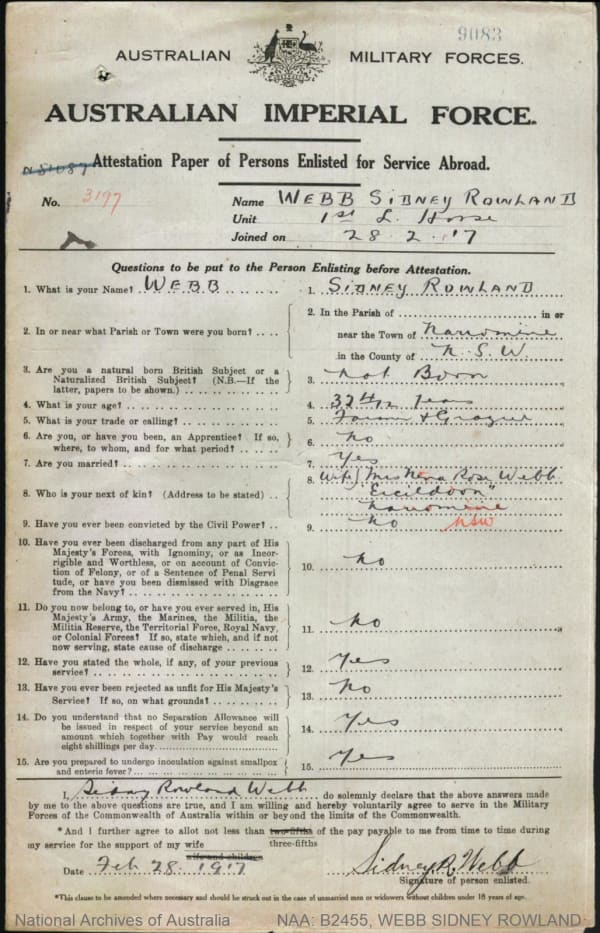 9083
AUSTRALIAN MILITARY FORCES.
AUSTRALIAN IMPERIAL FORCE.
Attestation Paper of Persons Enlisted for Service Abroad.
No. 3197 Name WEBB SIDNEY ROWLAND
Unit 1st L. Horse
Joined on 28.2.17
Questions to be put to the Person Enlisting before Attestation.
1. What is your Name? WEBB 1. SIDNEY ROWLAND
2. In or near what Parish or Town were you born? 2. In the Parish of in or
near the Town of Narromine
in the County of N.S.W.
3. Are you a natural born British Subject or a
Naturalized British Subject? (N.B.—If the
latter, papers to be shown.) 3. Nat Born
4. What is your age? 4. 32 4/12 years
5. What is your trade or calling? 5. Farmer & Grazier
6. Are you, or have you been, an Apprentice? If so,
where, to whom, and for what period? 6. No
7. Are you married? 7. Yes
8. Who is your next of kin? (Address to be stated) 8. Wife) Mrs Rose Webb
Ercildoon
Narromine
NSW
9. Have you ever been convicted by the Civil Power? 9. No
10. Have you ever been discharged from any part of His
Majesty's Forces, with Ignominy, or as Incor-
rigible and Worthless, or on account of Convic-
tion of Felony, or of a Sentence of Penal Servi
tude, or have you been dismissed with Disgrace
from the Navy? 10. No
11. Do you now belong to, or have you ever served in, His
Majesty's Army, the Marines, the Militia, the
Militia Reserve, the Territorial Force, Royal Navy,
or Colonial Forces? If so, state which, and if not
now serving, state cause of discharge 11. No
12. Have you stated the whole, if any, of your previous
service? 12. Yes
13. Have you ever been rejected as unfit for His Majesty's
Service? If so, on what grounds? 13. No
14. Do you understand that no Separation Allowance will
be issued in respect of your service beyond an
amount which together with Pay would reach
eight shillings per day 14. Yes
15. Are you prepared to undergo inoculation against smallpox
and enteric fever? 15. Yes
I, Sidney Rowland Webb do solemnly declare that the above answers made
by me to the above questions are true, and I am willing and hereby voluntarily agree to serve in the Military
Forces of the Commonwealth of Australia within or beyond the limits of the Commonwealth.
*And I further agree to allot not less than two-fifths of the pay payable to me from time to time during
three-fifths
my service for the support of my wife
wife and children
Date Feb 28 1917 Sidney R. Webb
Signature of person enlisted.
*This clause to be amended where necessary and should be struck out in the case of unmarried men or widowers without children under 18 years of age.
National Archives of Australia NAA: B2455, WEBB SIDNEY ROWLAND